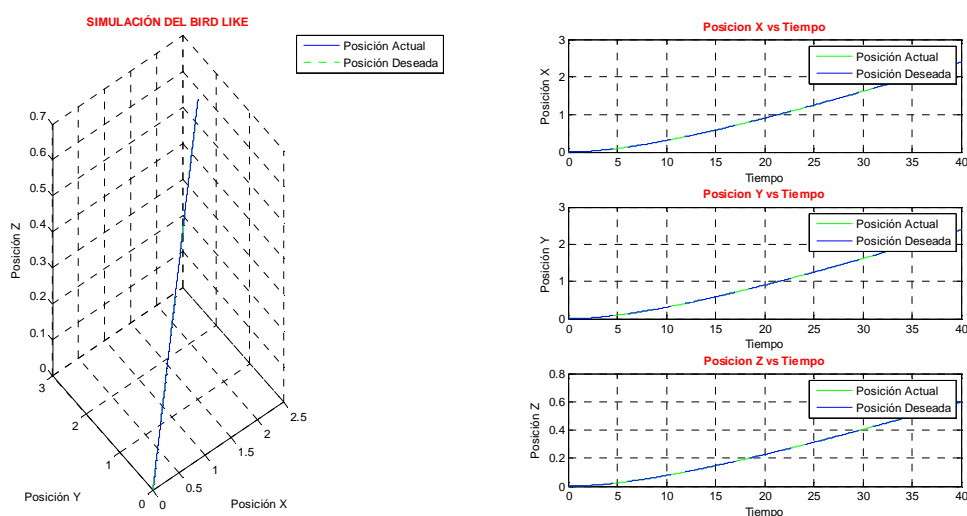 SIMULACIÓN DEL BIRD LIKE
Posición Actual
Posición Deseada
0.7
0.6
0.5
0.4
0.3
0.2
0.1
0
Posición Z
3
2
1
0
Posición Y
0
0.5
1
1.5
2
2.5
Posición X
Posicion X vs Tiempo
Posición Actual
Posición Deseada
3
2
1
0
Posición X
0 5 10 15 20 25 30 35 40
Tiempo
Posicion Y vs Tiempo
Posición Actual
Posición Deseada
3
2
1
0
Posición Y
0 5 10 15 20 25 30 35 40
Tiempo
Posicion Z vs Tiempo
Posición Actual
Posición Deseada
0.8
0.6
0.4
0.2
0
Posición Z
0 5 10 15 20 25 30 35 40
Tiempo